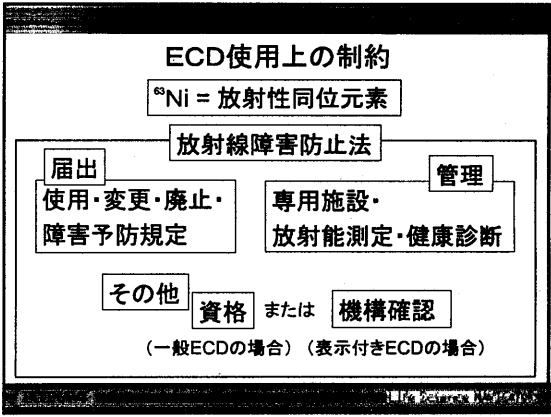 ECD使用上の制約
⁶³Ni = 放射性同位元素
放射線障害防止法
届出
使用・変更・廃止・
障害予防規定
管理
専用施設・
放射能測定・健康診断
その他
資格 または 機構確認
(一般ECDの場合) (表示付きECDの場合)